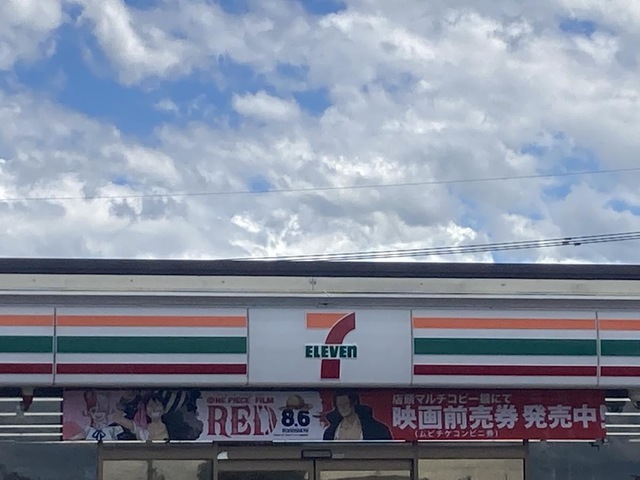 7
ELEVEN
ONE PIECE FILM
RED
8.6
店頭マルチコピー機にて
映画前売券 発売中
(ムビチケコンビニ券)